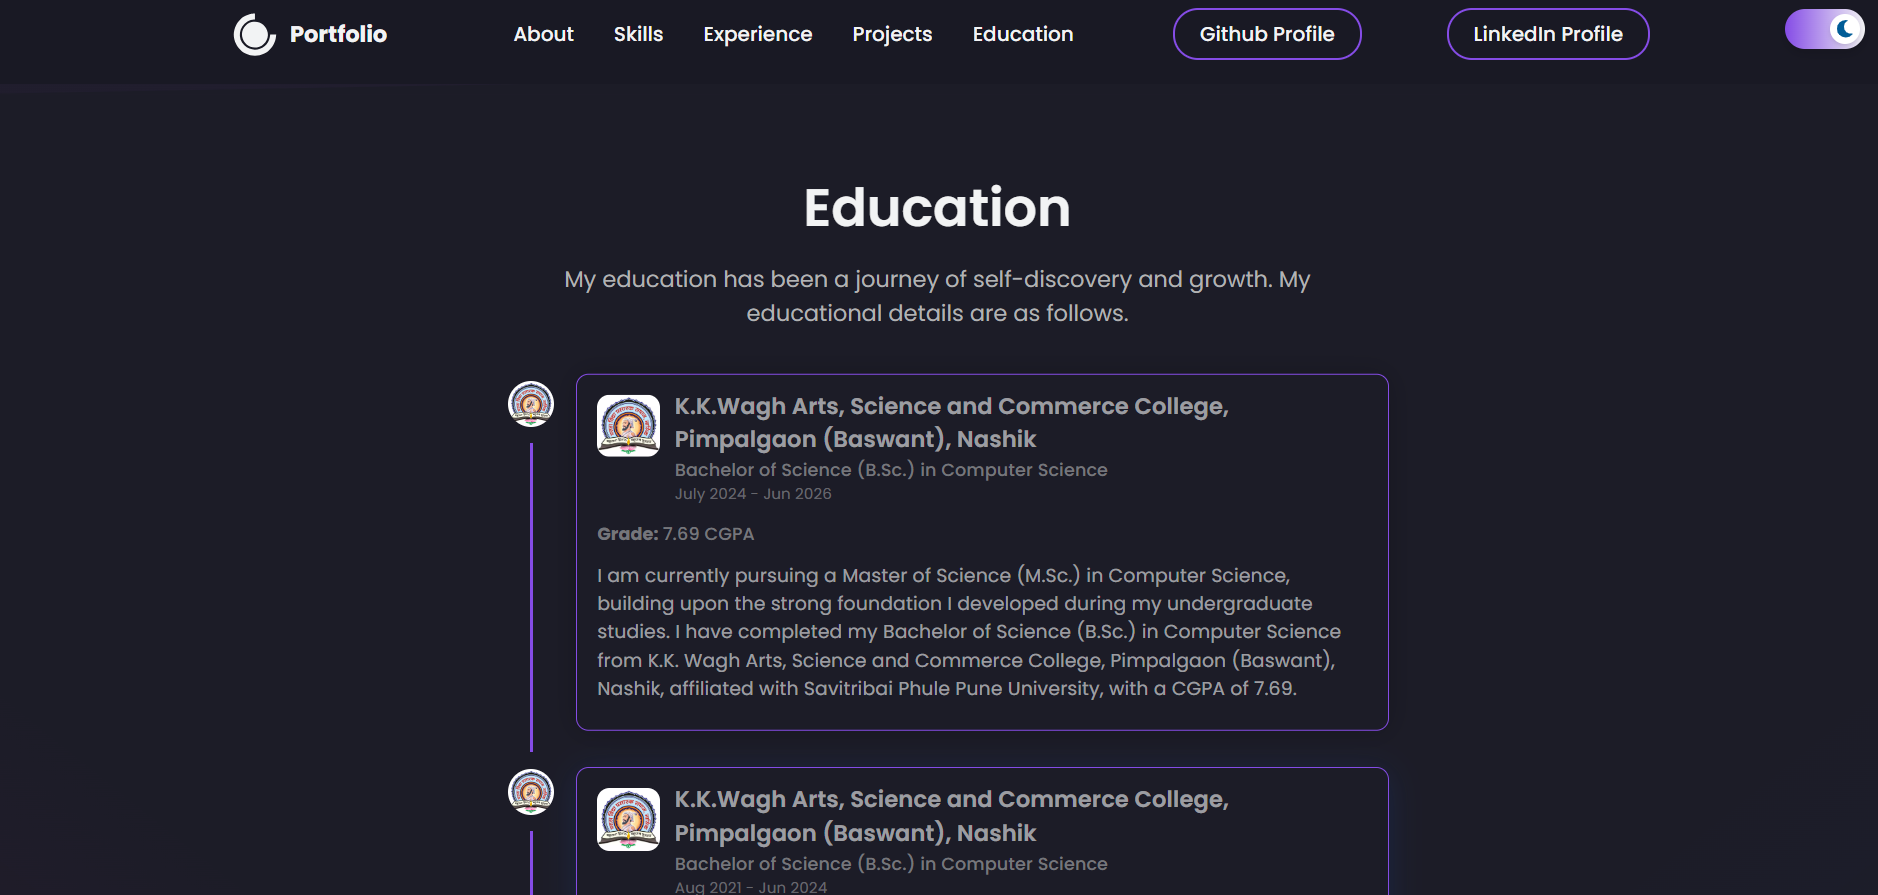 Portfolio
About
Skills
Experience
Projects
Education
Github Profile
LinkedIn Profile
Education
My education has been a journey of self-discovery and growth. My
educational details are as follows.
K.K.Wagh Arts, Science and Commerce College,
Pimpalgaon (Baswant), Nashik
Bachelor of Science (B.Sc.) in Computer Science
July 2024 - Jun 2026
Grade: 7.69 CGPA
I am currently pursuing a Master of Science (M.Sc.) in Computer Science,
building upon the strong foundation I developed during my undergraduate
studies. I have completed my Bachelor of Science (B.Sc.) in Computer Science
from K.K. Wagh Arts, Science and Commerce College, Pimpalgaon (Baswant),
Nashik, affiliated with Savitribai Phule Pune University, with a CGPA of 7.69.
K.K.Wagh Arts, Science and Commerce College,
Pimpalgaon (Baswant), Nashik
Bachelor of Science (B.Sc.) in Computer Science
Aug 2021 - Jun 2024